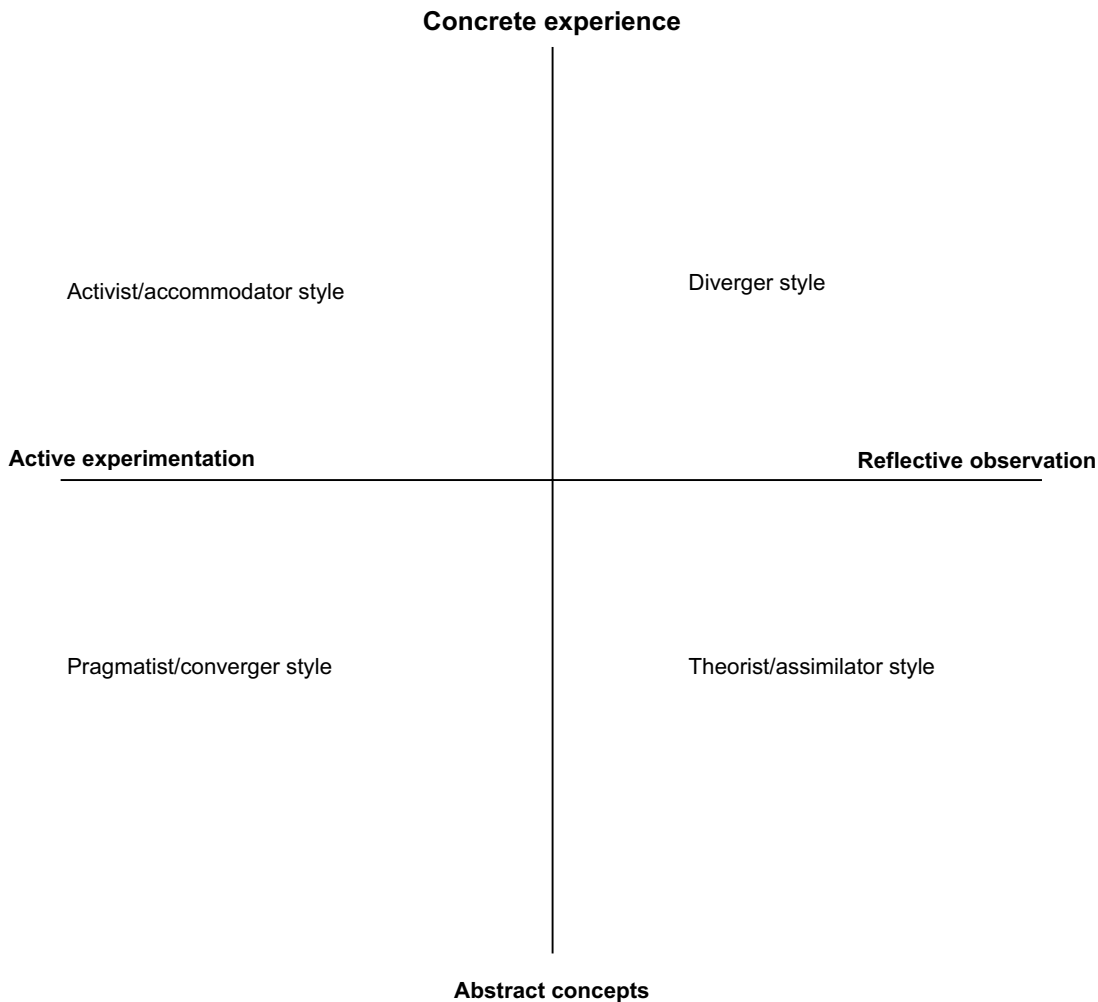 Concrete experience
Activist/accommodator style
Diverger style
Active experimentation
Reflective observation
Pragmatist/converger style
Theorist/assimilator style
Abstract concepts